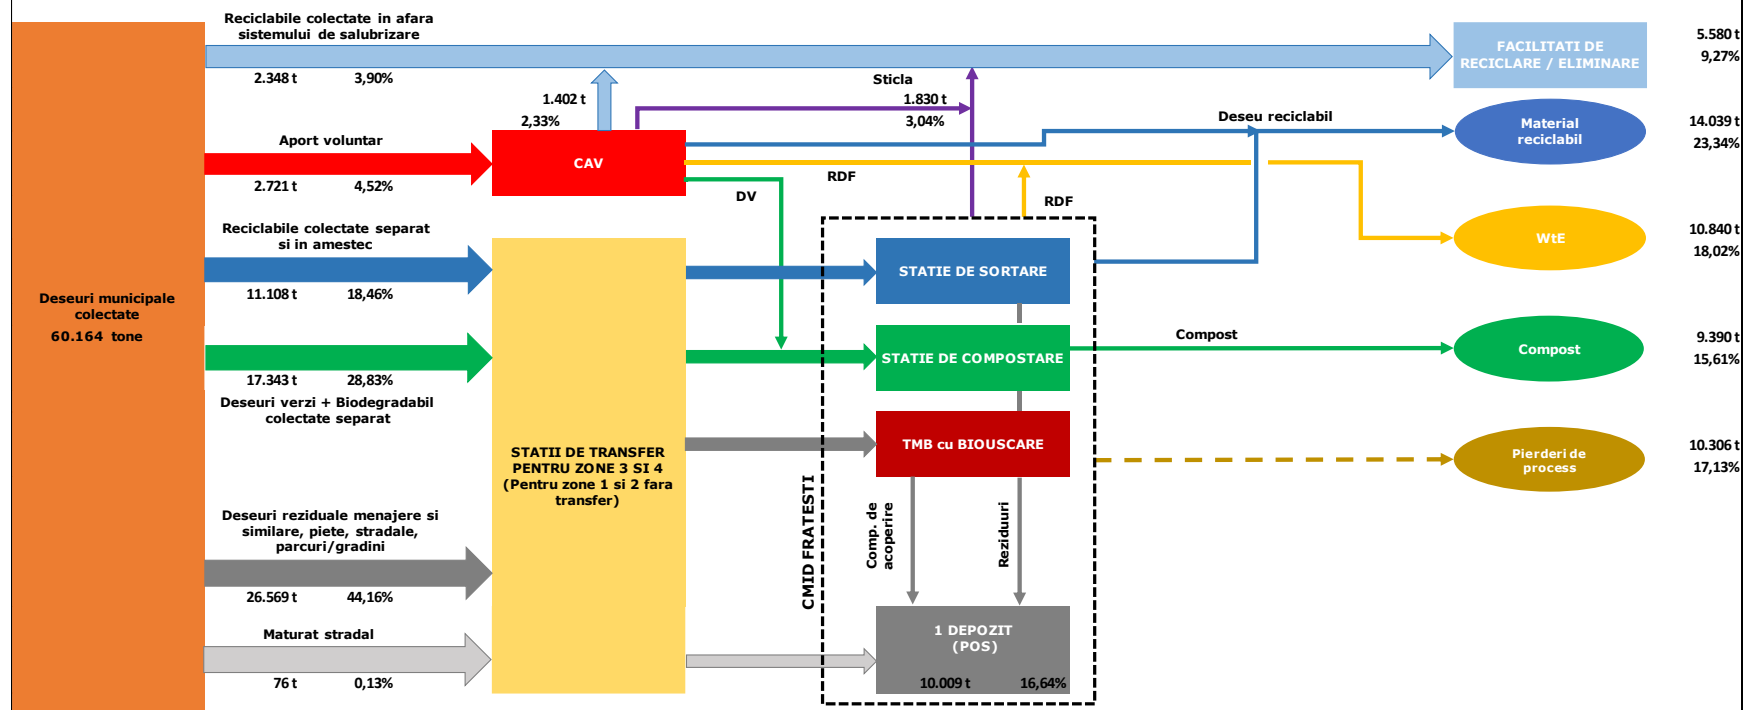 Reciclabile colectate in afara
sistemului de salubrizare
2.348 t 3,90%
FACILITATI DE
RECICLARE / ELIMINARE
5.580 t
9,27%
Sticla
1.402 t
2,33%
1.830 t
3,04%
Deseu reciclabil
Material
reciclabil
14.039 t
23,34%
Aport voluntar
CAV
2.721 t 4,52%
RDF
DV
RDF
Reciclabile colectate separat
si in amestec
11.108 t 18,46%
STATIE DE SORTARE
WtE
10.840 t
18,02%
Deseuri municipale
colectate
60.164 tone
17.343 t 28,83%
Deseuri verzi + Biodegradabil
colectate separat
STATIE DE COMPOSTARE
Compost
Compost
9.390 t
15,61%
STATII DE TRANSFER
PENTRU ZONE 3 SI 4
(Pentru zone 1 si 2 fara
transfer)
TMB cu BIOUSCARE
Pierderi de
process
10.306 t
17,13%
CMID FRATESTI
Comp. de
acoperire
Reziduuri
Deseuri reziduale menajere si
similare, piete, stradale,
parcuri/gradini
26.569 t 44,16%
Maturat stradal
76 t 0,13%
1 DEPOZIT
(POS)
10.009 t 16,64%